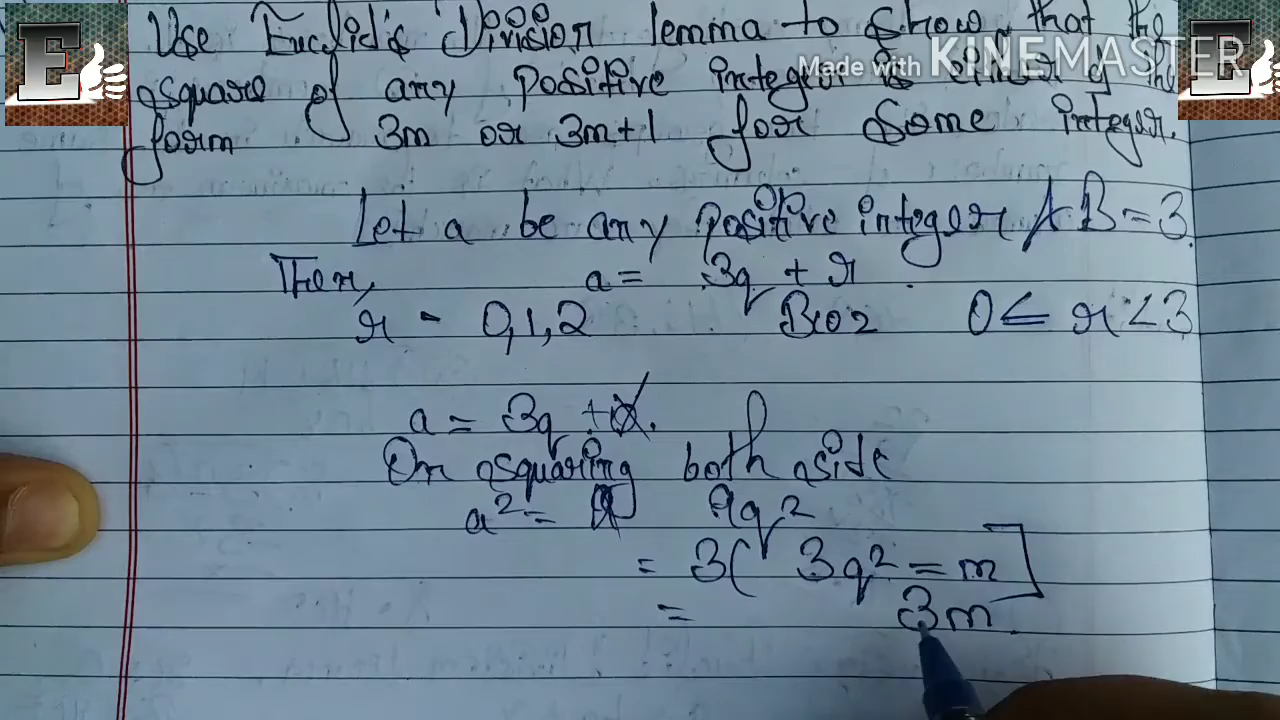 Use Euclid's Division lemma to show that the
square of any positive integer is either of the
form 3m or 3m+1 for some integer.
Made with KINEMASTER
E
E
Let a be any positive integer & B=3
Then, a = 3q + r
r - 0,1,2 0 ≤ r < 3
a = 3q + 0.
On squaring both side
a² = 9q²
= 3( 3q² = m ]
= 3m